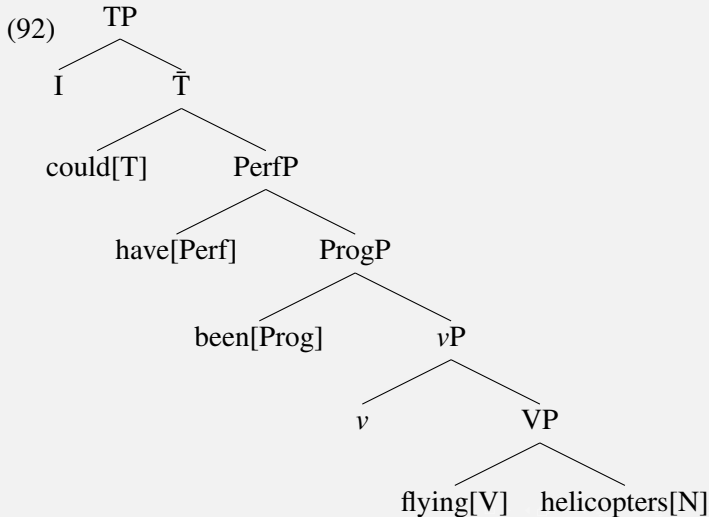 (92) TP
I T̄
could[T] PerfP
have[Perf] ProgP
been[Prog] vP
v VP
flying[V] helicopters[N]